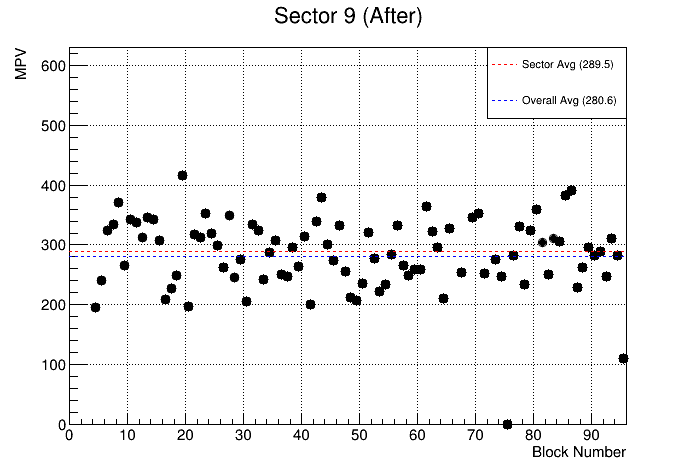 Sector 9 (After)
MPV
600
Sector Avg (289.5)
Overall Avg (280.6)
500
400
300
200
100
0
0 10 20 30 40 50 60 70 80 90
Block Number